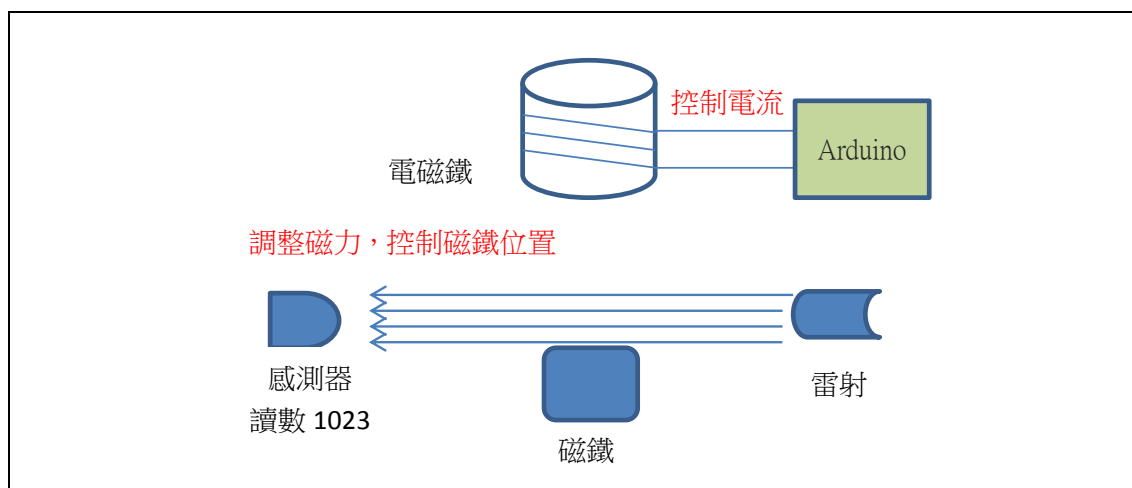 控制電流
Arduino
電磁鐵
調整磁力，控制磁鐵位置
感測器
讀數 1023
雷射
磁鐵